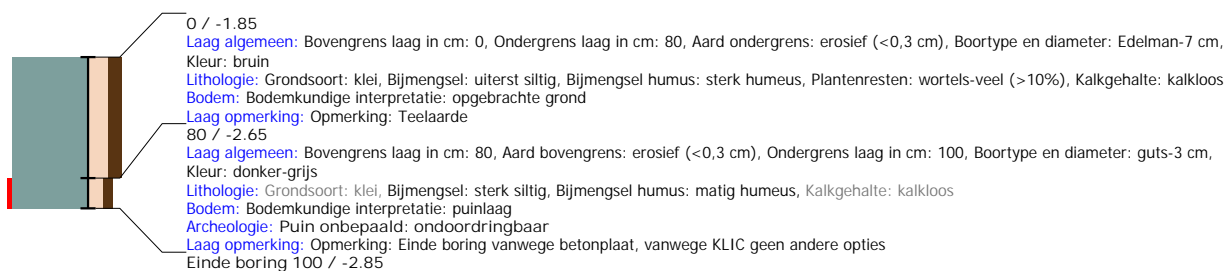 0 / -1.85
Laag algemeen: Bovengrens laag in cm: 0, Ondergrens laag in cm: 80, Aard ondergrens: erosief (<0,3 cm), Boortype en diameter: Edelman-7 cm,
Kleur: bruin
Lithologie: Grondsoort: klei, Bijmengsel: uiterst siltig, Bijmengsel humus: sterk humeus, Plantenresten: wortels-veel (>10%), Kalkgehalte: kalkloos
Bodem: Bodemkundige interpretatie: opgebrachte grond
Laag opmerking: Opmerking: Teelaarde
80 / -2.65
Laag algemeen: Bovengrens laag in cm: 80, Aard bovengrens: erosief (<0,3 cm), Ondergrens laag in cm: 100, Boortype en diameter: guts-3 cm,
Kleur: donker-grijs
Lithologie: Grondsoort: klei, Bijmengsel: sterk siltig, Bijmengsel humus: matig humeus, Kalkgehalte: kalkloos
Bodem: Bodemkundige interpretatie: puinlaag
Archeologie: Puin onbepaald: ondoordringbaar
Laag opmerking: Opmerking: Einde boring vanwege betonplaat, vanwege KLIC geen andere opties
Einde boring 100 / -2.85